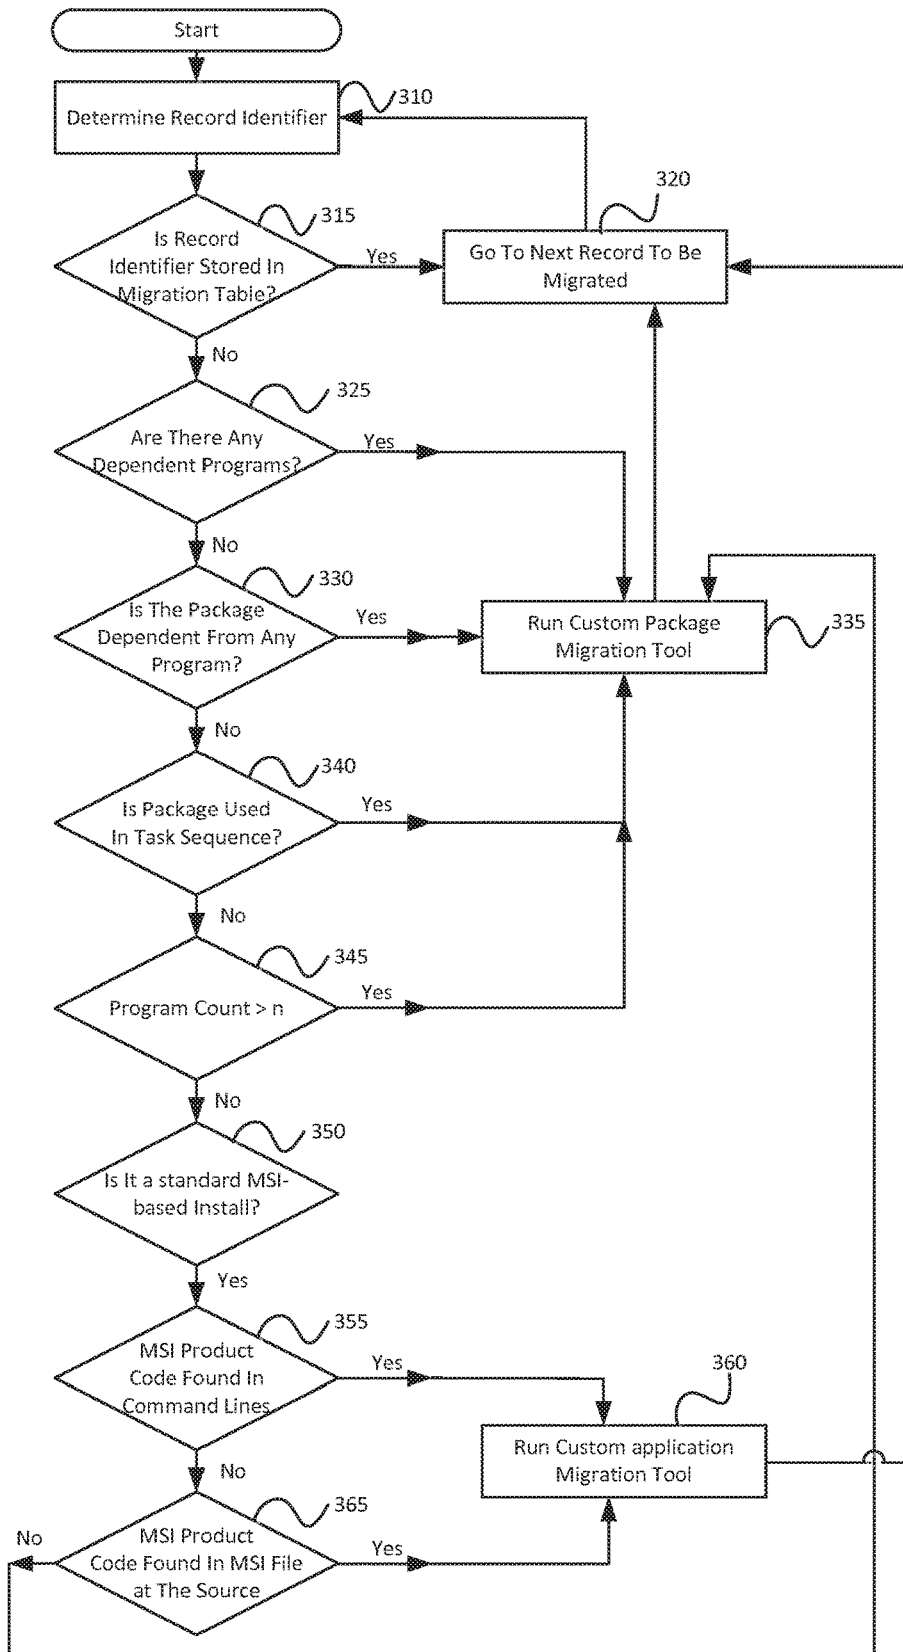 Start
Determine Record Identifier
310
Is Record
Identifier Stored In
Migration Table?
315
Yes
Go To Next Record To Be
Migrated
320
No
Are There Any
Dependent Programs?
325
Yes
No
Is The Package
Dependent From Any
Program?
330
Yes
Run Custom Package
Migration Tool
335
No
Is Package Used
In Task Sequence?
340
Yes
No
Program Count > n
345
Yes
No
Is It a standard MSI-
based Install?
350
Yes
MSI Product
Code Found In
Command Lines
355
Yes
Run Custom application
Migration Tool
360
No
MSI Product
Code Found In MSI File
at The Source
365
Yes
No